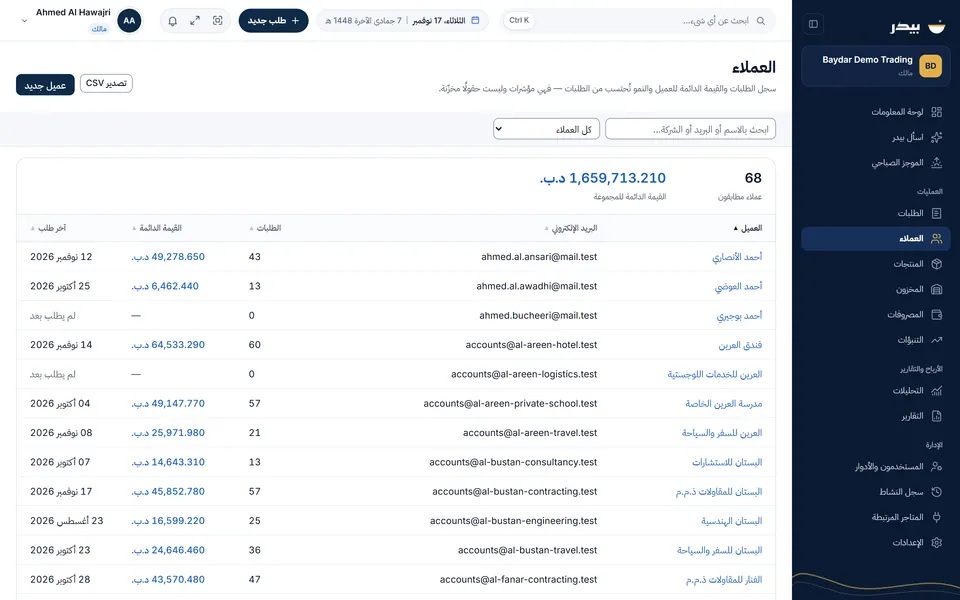 بيدر
BD
Baydar Demo Trading
مالك
لوحة المعلومات
اسأل بيدر
الموجز الصباحي
العمليات
الطلبات
العملاء
المنتجات
المخزون
المصروفات
التنبؤات
الأرباح والتقارير
التحليلات
التقارير
الإدارة
المستخدمون والأدوار
سجل النشاط
المتاجر المرتبطة
الإعدادات
ابحث عن أي شيء...
Ctrl K
الثلاثاء، 17 نوفمبر | 7 جمادى الآخرة 1448 هـ
+ طلب جديد
AA
Ahmed Al Hawajri
مالك
العملاء
سجل الطلبات والقيمة الدائمة للعميل والنمو تُحتسب من الطلبات — فهي مؤشرات وليست حقولًا مخزّنة.
تصدير CSV
عميل جديد
ابحث بالاسم أو البريد أو الشركة...
كل العملاء
68
عملاء مطابقون
1,659,713.210 د.ب.
القيمة الدائمة للمجموعة
العميل ▲ البريد الإلكتروني ▲ الطلبات ▲ القيمة الدائمة ▲ آخر طلب ▲
أحمد الأنصاري ahmed.al.ansari@mail.test 43 49,278.650 د.ب. 12 نوفمبر 2026
أحمد العوضي ahmed.al.awadhi@mail.test 13 6,462.440 د.ب. 25 أكتوبر 2026
أحمد بوجيري ahmed.bucheeri@mail.test 0 — لم يطلب بعد
فندق العرين accounts@al-areen-hotel.test 60 64,533.290 د.ب. 14 نوفمبر 2026
العرين للخدمات اللوجستية accounts@al-areen-logistics.test 0 — لم يطلب بعد
مدرسة العرين الخاصة accounts@al-areen-private-school.test 57 49,147.770 د.ب. 04 أكتوبر 2026
العرين للسفر والسياحة accounts@al-areen-travel.test 21 25,971.980 د.ب. 08 نوفمبر 2026
البستان للاستشارات accounts@al-bustan-consultancy.test 13 14,643.310 د.ب. 07 أكتوبر 2026
البستان للمقاولات ذ.م.م accounts@al-bustan-contracting.test 57 45,852.780 د.ب. 17 نوفمبر 2026
البستان الهندسية accounts@al-bustan-engineering.test 25 16,599.220 د.ب. 23 أغسطس 2026
البستان للسفر والسياحة accounts@al-bustan-travel.test 36 24,646.460 د.ب. 23 أكتوبر 2026
الفنار للمقاولات ذ.م.م accounts@al-fanar-contracting.test 47 43,570.480 د.ب. 28 أكتوبر 2026